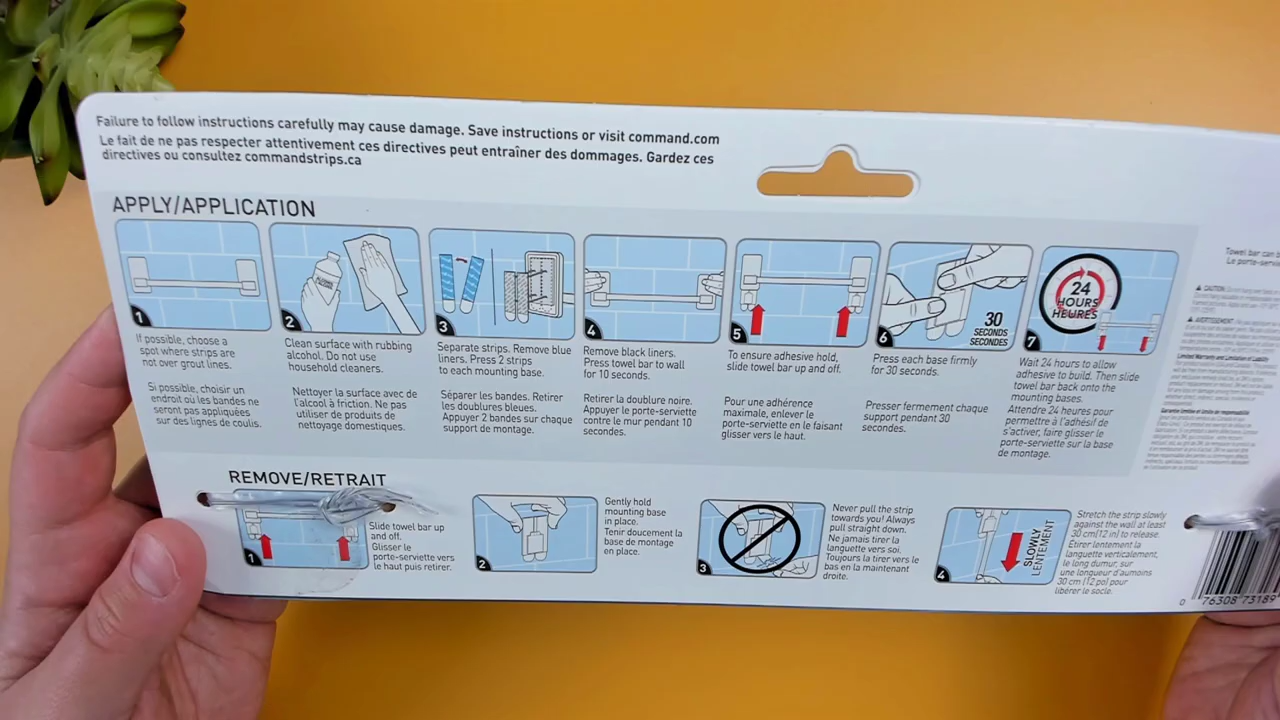 Failure to follow instructions carefully may cause damage. Save instructions or visit command.com
Le fait de ne pas respecter attentivement ces directives peut entraîner des dommages. Gardez ces
directives ou consultez commandstrips.ca
APPLY/APPLICATION
1
If possible, choose a
spot where strips are
not over grout lines.
Si possible, choisir un
endroit où les bandes ne
seront pas appliquées
sur des lignes de coulis.
2
Clean surface with rubbing
alcohol. Do not use
household cleaners.
Nettoyer la surface avec de
l'alcool à friction. Ne pas
utiliser de produits de
nettoyage domestiques.
3
Separate strips. Remove blue
liners. Press 2 strips
to each mounting base.
Séparer les bandes. Retirer
les doublures bleues.
Appuyer 2 bandes sur chaque
support de montage.
4
Remove black liners.
Press towel bar to wall
for 10 seconds.
Retirer la doublure noire.
Appuyer le porte-serviette
contre le mur pendant 10
secondes.
5
To ensure adhesive hold,
slide towel bar up and off.
Pour une adhérence
maximale, enlever le
porte-serviette en le faisant
glisser vers le haut.
6
30
SECONDS
SECONDES
Press each base firmly
for 30 seconds.
Presser fermement chaque
support pendant 30
secondes.
7
24
HOURS
HEURES
Wait 24 hours to allow
adhesive to build. Then slide
towel bar back onto the
mounting bases.
Attendre 24 heures pour
permettre à l'adhésif de
s'activer, faire glisser le
porte-serviette sur la base
de montage.
Towel bar can b
Le porte-servie
REMOVE/RETRAIT
1
Slide towel bar up
and off.
Glisser le
porte-serviette vers
le haut puis retirer.
2
Gently hold
mounting base
in place.
Tenir doucement la
base de montage
en place.
3
Never pull the strip
towards you! Always
pull straight down.
Ne jamais tirer la
languette vers soi.
Toujours la tirer vers le
bas en la maintenant
droite.
4
SLOWLY
LENTEMENT
Stretch the strip slowly
against the wall at least
30 cm(12 in) to release.
Étirer lentement la
languette verticalement,
le long du mur, sur
une longueur d'au moins
30 cm (12 po) pour
libérer le socle.
0 76308 73189